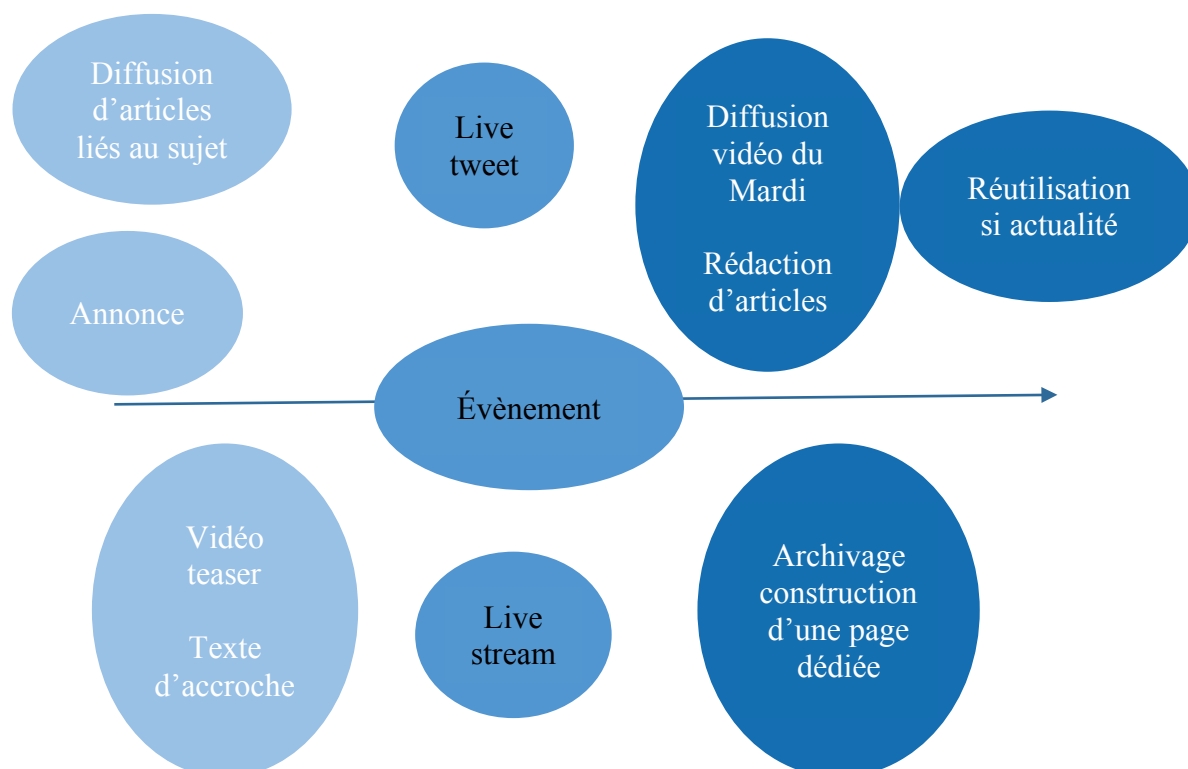 Diffusion
d’articles
liés au sujet
Live
tweet
Diffusion
vidéo du
Mardi
Rédaction
d’articles
Réutilisation
si actualité
Annonce
Évènement
Vidéo
teaser
Texte
d’accroche
Live
stream
Archivage
construction
d’une page
dédiée